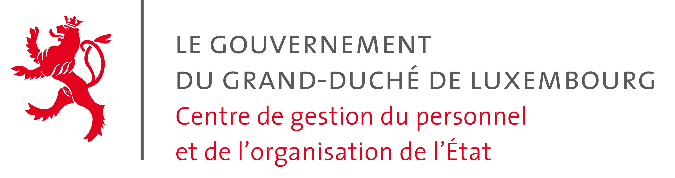 LE GOUVERNEMENT
DU GRAND-DUCHÉ DE LUXEMBOURG
Centre de gestion du personnel
et de l'organisation de l'État